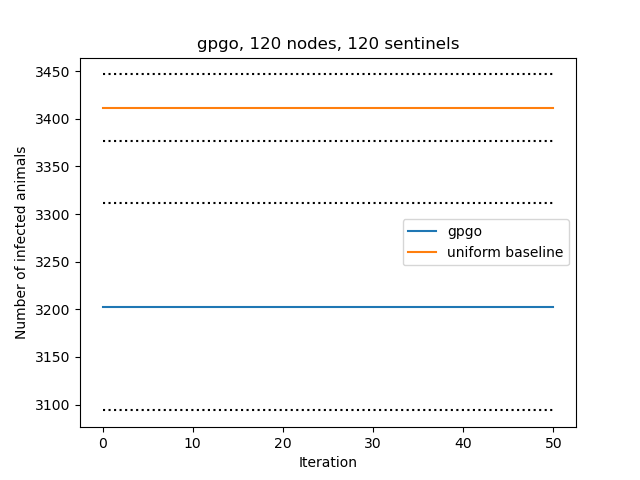 gpgo, 120 nodes, 120 sentinels
Number of infected animals
3450
3400
3350
3300
3250
3200
3150
3100
gpgo
uniform baseline
0 10 20 30 40 50
Iteration